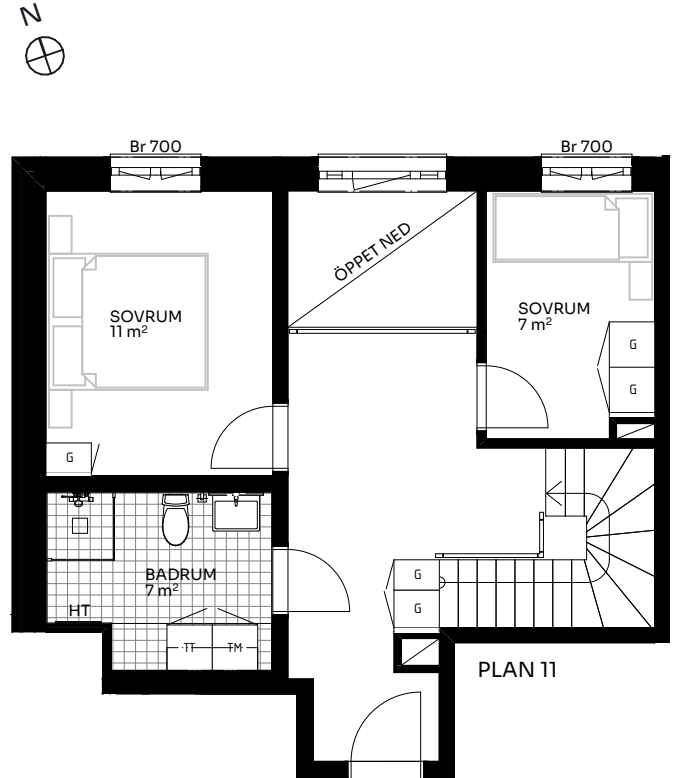 N
Br 700
Br 700
ÖPPET NED
SOVRUM
11 m²
SOVRUM
7 m²
G
G
G
BADRUM
7 m²
G
G
HT
TT
TM
PLAN 11